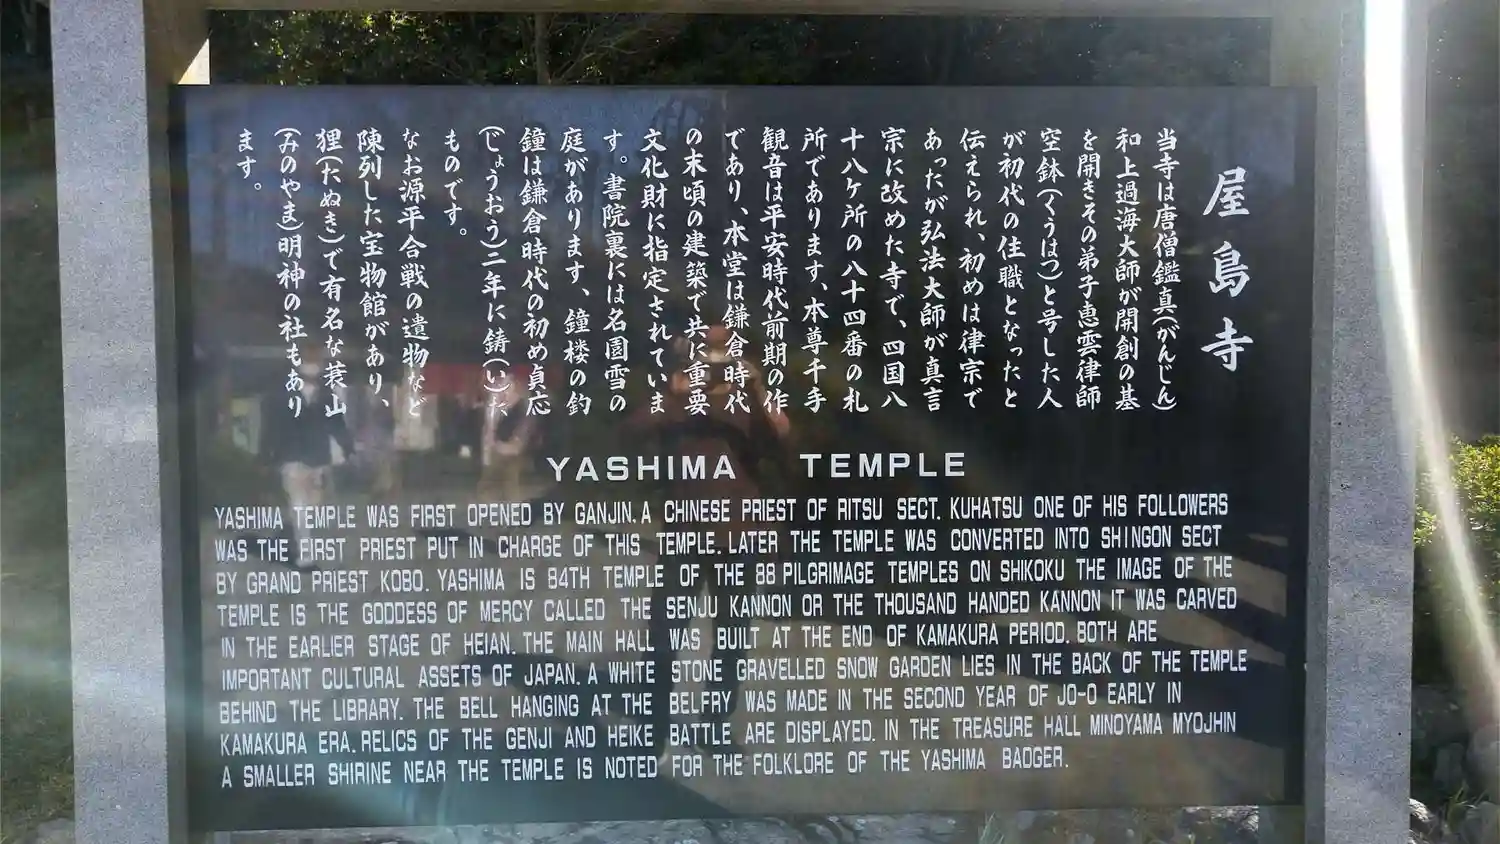 屋島寺
当寺は唐僧鑑真(がんじん)
和上過海大師が開創の基
を開きその弟子恵雲律師
空鉢(くうはつ)と号した人
が初代の住職となったと
伝えられ、初めは律宗で
あったが弘法大師が真言
宗に改めた寺で、四国八
十八ケ所の八十四番の札
所であります、本尊千手
観音は平安時代前期の作
であり、本堂は鎌倉時代
の末頃の建築で共に重要
文化財に指定されていま
す。書院裏には名園雪の
庭があります、鐘楼の釣
鐘は鎌倉時代の初め貞応
(じょうおう)二年に鋳(い)た
ものです。
なお源平合戦の遺物など
陳列した宝物館があり、
狸(たぬき)で有名な蓑山
(みのやま)明神の社もあり
ます。
YASHIMA TEMPLE
YASHIMA TEMPLE WAS FIRST OPENED BY GANJIN. A CHINESE PRIEST OF RITSU SECT. KUHATSU ONE OF HIS FOLLOWERS
WAS THE FIRST PRIEST PUT IN CHARGE OF THIS TEMPLE. LATER THE TEMPLE WAS CONVERTED INTO SHINGON SECT
BY GRAND PRIEST KOBO. YASHIMA IS 84TH TEMPLE OF THE 88 PILGRIMAGE TEMPLES ON SHIKOKU THE IMAGE OF THE
TEMPLE IS THE GODDESS OF MERCY CALLED THE SENJU KANNON OR THE THOUSAND HANDED KANNON IT WAS CARVED
IN THE EARLIER STAGE OF HEIAN. THE MAIN HALL WAS BUILT AT THE END OF KAMAKURA PERIOD. BOTH ARE
IMPORTANT CULTURAL ASSETS OF JAPAN. A WHITE STONE GRAVELLED SNOW GARDEN LIES IN THE BACK OF THE TEMPLE
BEHIND THE LIBRARY. THE BELL HANGING AT THE BELFRY WAS MADE IN THE SECOND YEAR OF JO-O EARLY IN
KAMAKURA ERA. RELICS OF THE GENJI AND HEIKE BATTLE ARE DISPLAYED. IN THE TREASURE HALL MINOYAMA MYOJHIN
A SMALLER SHIRINE NEAR THE TEMPLE IS NOTED FOR THE FOLKLORE OF THE YASHIMA BADGER.